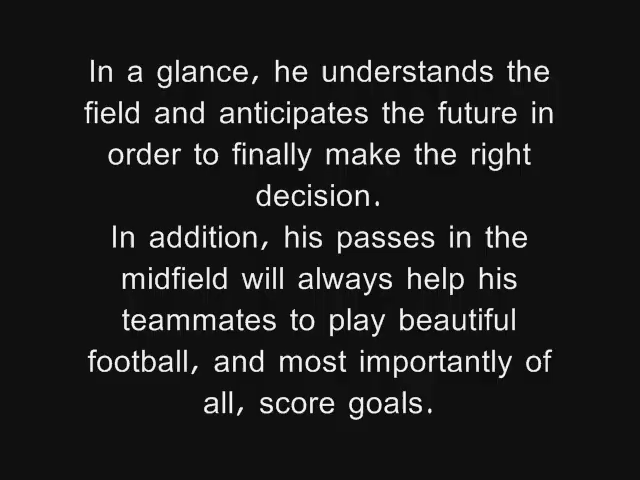 In a glance, he understands the
field and anticipates the future in
order to finally make the right
decision.
In addition, his passes in the
midfield will always help his
teammates to play beautiful
football, and most importantly of
all, score goals.